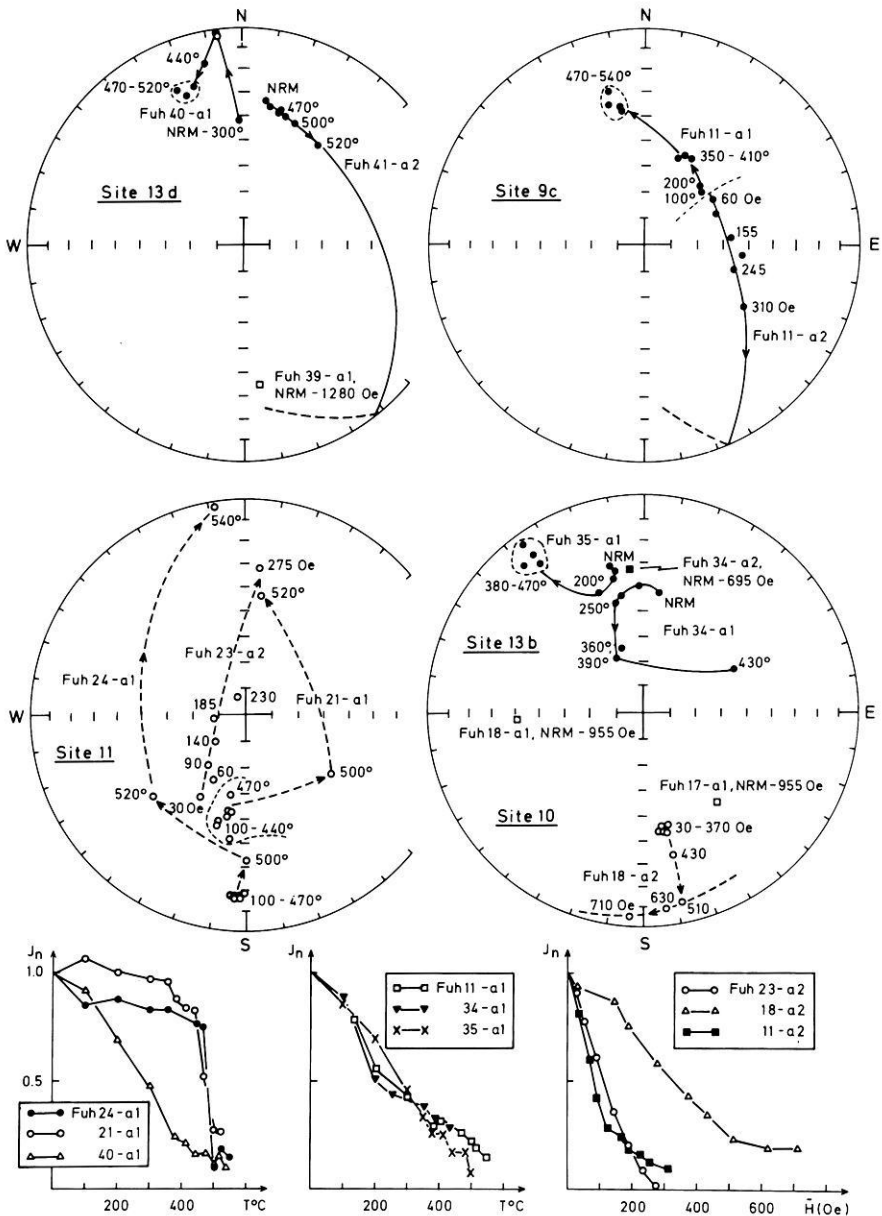 N
440°
470-520°
Fuh 40-a1
NRM-300°
NRM
470°
500°
520°
Fuh 41-a2
Site 13d
W
Fuh 39-a1,
NRM-1280 Oe
N
470-540°
Fuh 11-a1
350-410°
200°
100°
60 Oe
155
245
310 Oe
Fuh 11-a2
Site 9c
E
540°
275 Oe
520°
Fuh 23-a2
Fuh 24-a1
230
Fuh 21-a1
185
W
140
Site 11
90
60
470°
500°
520°
30 Oe
100-440°
500°
100-470°
S
Fuh 35-a1
NRM
Fuh 34-a2,
NRM-695 Oe
380-470°
200°
250°
NRM
Fuh 34-a1
Site 13b
360°
390°
430°
E
Fuh 18-a1, NRM-955 Oe
Fuh 17-a1, NRM-955 Oe
Site 10
30-370 Oe
430
Fuh 18-a2
710 Oe
630
510
S
Jn
1.0
0.5
Fuh 24-a1
21-a1
40-a1
200
400
T°C
Jn
Fuh 11-a1
34-a1
35-a1
200
400
T°C
Jn
Fuh 23-a2
18-a2
11-a2
200
400
600
H̄(Oe)